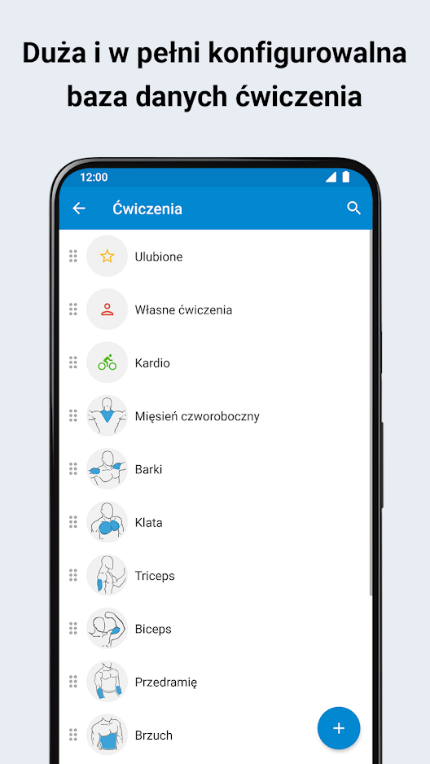 Duża i w pełni konfigurowalna
baza danych ćwiczenia
12:00
Ćwiczenia
Ulubione
Własne ćwiczenia
Kardio
Mięsień czworoboczny
Barki
Klata
Triceps
Biceps
Przedramię
Brzuch